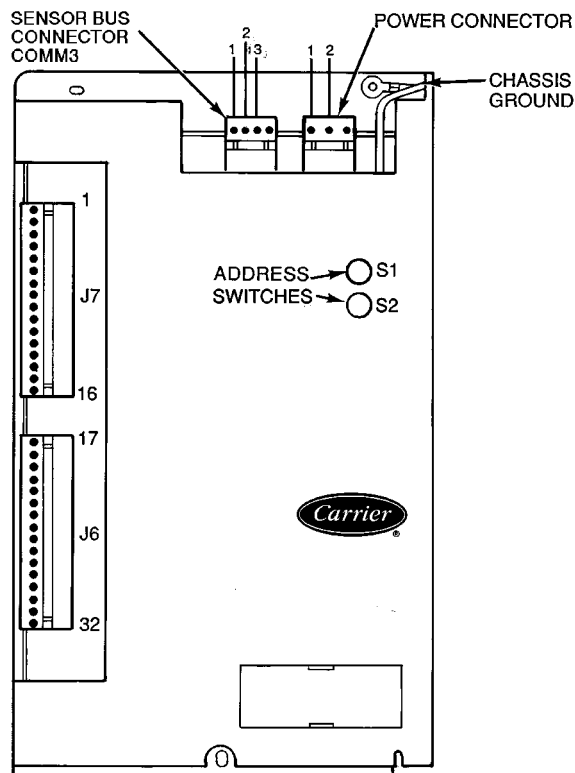 SENSOR BUS
CONNECTOR
COMM3
1 2 3
POWER CONNECTOR
1 2
CHASSIS
GROUND
1
J7
16
ADDRESS
SWITCHES
S1
S2
17
J6
32
Carrier
®